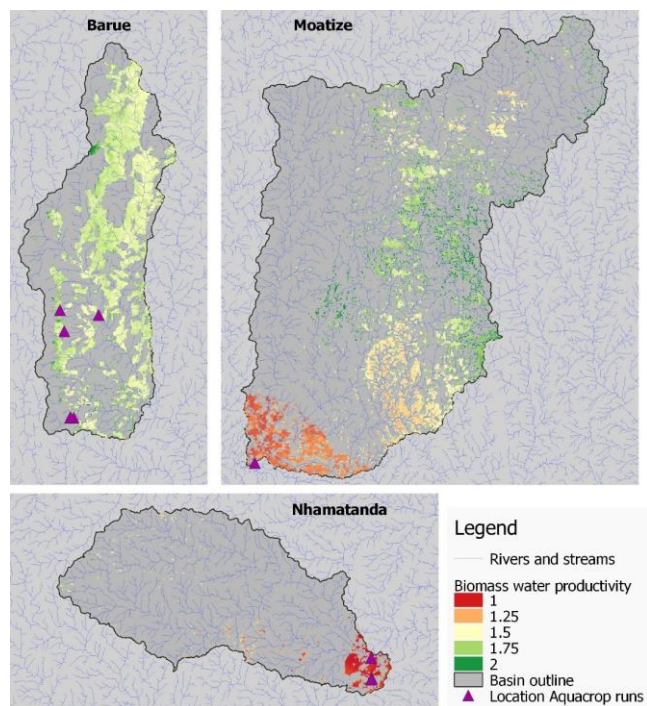 Barue
Moatize
Nhamatanda
Legend
Rivers and streams
Biomass water productivity
1
1.25
1.5
1.75
2
Basin outline
Location Aquacrop runs